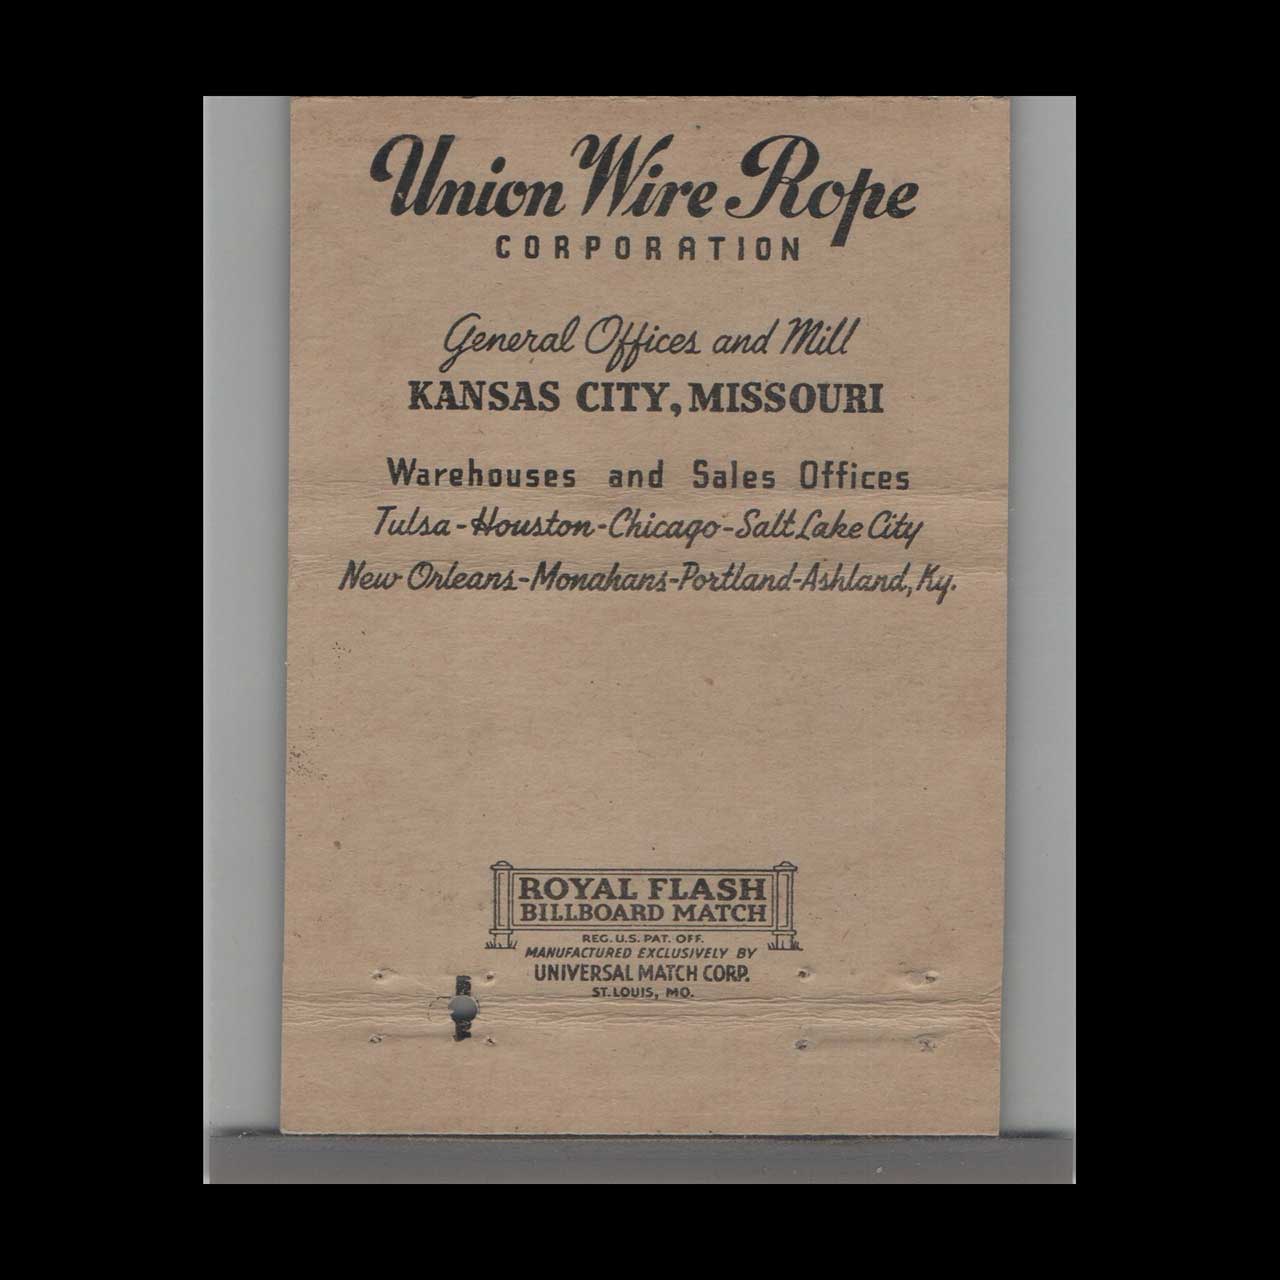 Union Wire Rope
CORPORATION
General Offices and Mill
KANSAS CITY, MISSOURI
Warehouses and Sales Offices
Tulsa-Houston-Chicago-Salt Lake City
New Orleans-Monahans-Portland-Ashland, Ky.
ROYAL FLASH
BILLBOARD MATCH
REG. U.S. PAT. OFF.
MANUFACTURED EXCLUSIVELY BY
UNIVERSAL MATCH CORP.
ST. LOUIS, MO.